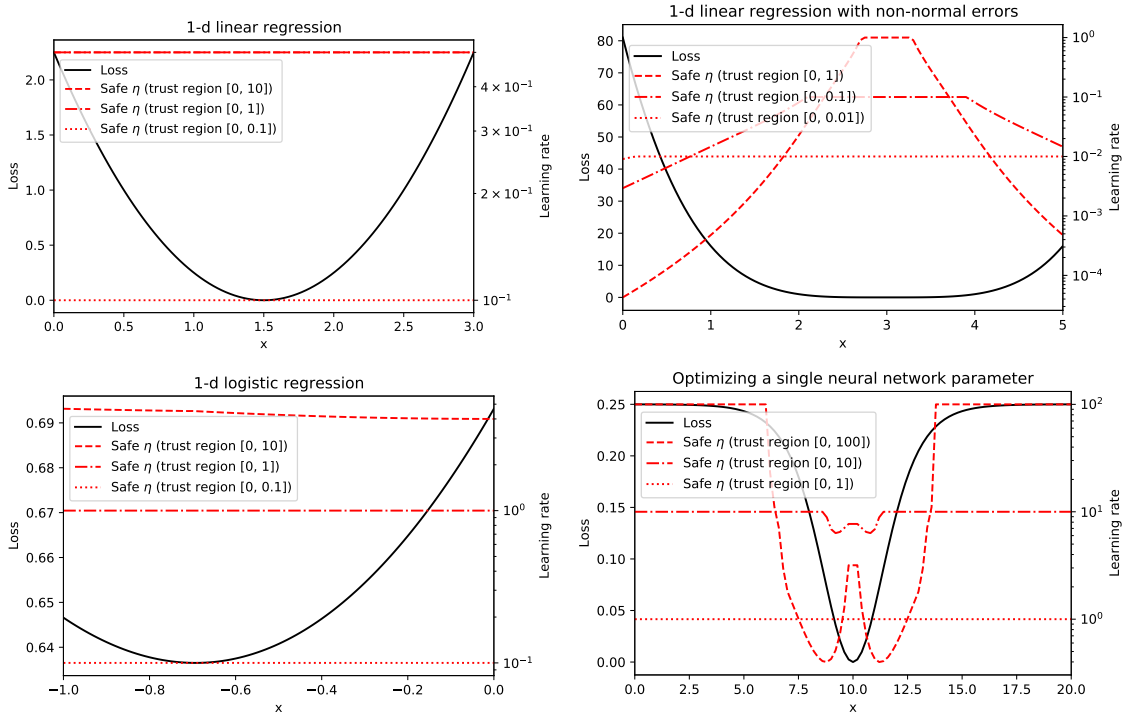 1-d linear regression
Loss
Safe η (trust region [0, 10])
Safe η (trust region [0, 1])
Safe η (trust region [0, 0.1])
2.0
1.5
1.0
0.5
0.0
Loss
4 × 10⁻¹
3 × 10⁻¹
2 × 10⁻¹
10⁻¹
Learning rate
0.0 0.5 1.0 1.5 2.0 2.5 3.0
x
1-d linear regression with non-normal errors
Loss
Safe η (trust region [0, 1])
Safe η (trust region [0, 0.1])
Safe η (trust region [0, 0.01])
80
70
60
50
40
30
20
10
0
Loss
10⁰
10⁻¹
10⁻²
10⁻³
10⁻⁴
Learning rate
0 1 2 3 4 5
x
1-d logistic regression
Loss
Safe η (trust region [0, 10])
Safe η (trust region [0, 1])
Safe η (trust region [0, 0.1])
0.69
0.68
0.67
0.66
0.65
0.64
Loss
10⁰
10⁻¹
Learning rate
−1.0 −0.8 −0.6 −0.4 −0.2 0.0
x
Optimizing a single neural network parameter
Loss
Safe η (trust region [0, 100])
Safe η (trust region [0, 10])
Safe η (trust region [0, 1])
0.25
0.20
0.15
0.10
0.05
0.00
Loss
10²
10¹
10⁰
Learning rate
0.0 2.5 5.0 7.5 10.0 12.5 15.0 17.5 20.0
x